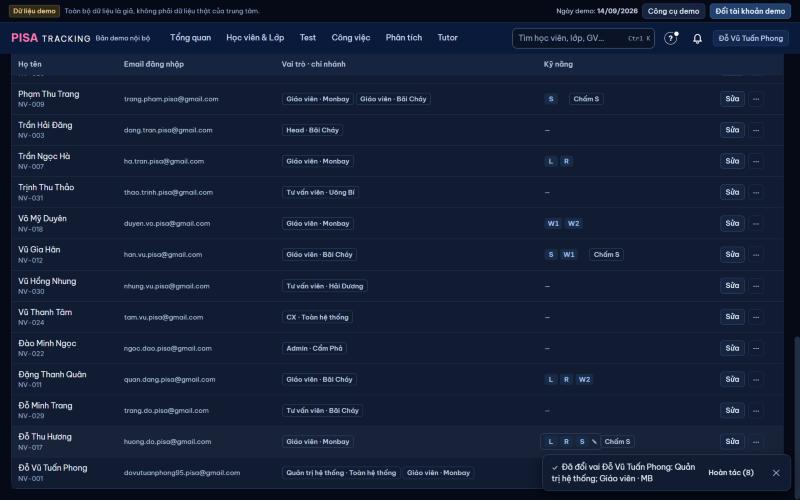 Dữ liệu demo Toàn bộ dữ liệu là giả, không phải dữ liệu thật của trung tâm. Ngày demo: 14/09/2026 Công cụ demo Đổi tài khoản demo
PISA TRACKING Bản demo nội bộ Tổng quan Học viên & Lớp Test Công việc Phân tích Tutor Tìm học viên, lớp, GV... Ctrl K ? Đỗ Vũ Tuấn Phong
Họ tên Email đăng nhập Vai trò · chi nhánh Kỹ năng
Phạm Thu Trang trang.pham.pisa@gmail.com Giáo viên · Monbay Giáo viên · Bãi Cháy S Chấm S Sửa ...
NV-009
Trần Hải Đăng dang.tran.pisa@gmail.com Head · Bãi Cháy — Sửa ...
NV-003
Trần Ngọc Hà ha.tran.pisa@gmail.com Giáo viên · Monbay L R Sửa ...
NV-007
Trịnh Thu Thảo thao.trinh.pisa@gmail.com Tư vấn viên · Uông Bí — Sửa ...
NV-031
Võ Mỹ Duyên duyen.vo.pisa@gmail.com Giáo viên · Monbay W1 W2 Sửa ...
NV-018
Vũ Gia Hân han.vu.pisa@gmail.com Giáo viên · Bãi Cháy S W1 Chấm S Sửa ...
NV-012
Vũ Hồng Nhung nhung.vu.pisa@gmail.com Tư vấn viên · Hải Dương — Sửa ...
NV-030
Vũ Thanh Tâm tam.vu.pisa@gmail.com CX · Toàn hệ thống — Sửa ...
NV-024
Đào Minh Ngọc ngoc.dao.pisa@gmail.com Admin · Cẩm Phả — Sửa ...
NV-022
Đặng Thanh Quân quan.dang.pisa@gmail.com Giáo viên · Bãi Cháy L R W2 Sửa ...
NV-011
Đỗ Minh Trang trang.do.pisa@gmail.com Tư vấn viên · Bãi Cháy — Sửa ...
NV-029
Đỗ Thu Hương huong.do.pisa@gmail.com Giáo viên · Monbay L R S Chấm S Sửa ...
NV-017
Đỗ Vũ Tuấn Phong dovutuanphong95.pisa@gmail.com Quản trị hệ thống · Toàn hệ thống Giáo viên · Monbay
NV-001
Đã đổi vai Đỗ Vũ Tuấn Phong: Quản trị hệ thống; Giáo viên · MB Hoàn tác (8)